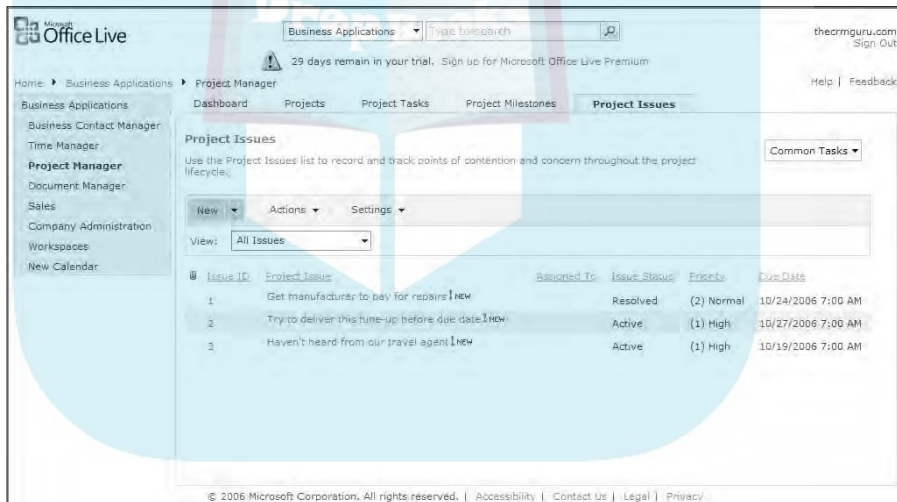 Microsoft
Office Live
Business Applications
Type to search
thecrmguru.com
Sign Out
29 days remain in your trial. Sign up for Microsoft Office Live Premium
Home Business Applications Project Manager
Help | Feedback
Business Applications
Business Contact Manager
Time Manager
Project Manager
Document Manager
Sales
Company Administration
Workspaces
New Calendar
Dashboard Projects Project Tasks Project Milestones Project Issues
Project Issues
Use the Project Issues list to record and track points of contention and concern throughout the project
lifecycle.
Common Tasks
New Actions Settings
View: All Issues
Issue ID Project Issue Assigned To Issue Status Priority Due Date
1 Get manufacturer to pay for repairs ! NEW Resolved (2) Normal 10/24/2006 7:00 AM
2 Try to deliver this tune-up before due date ! NEW Active (1) High 10/27/2006 7:00 AM
3 Haven't heard from our travel agent ! NEW Active (1) High 10/19/2006 7:00 AM
© 2006 Microsoft Corporation. All rights reserved. | Accessibility | Contact Us | Legal | Privacy